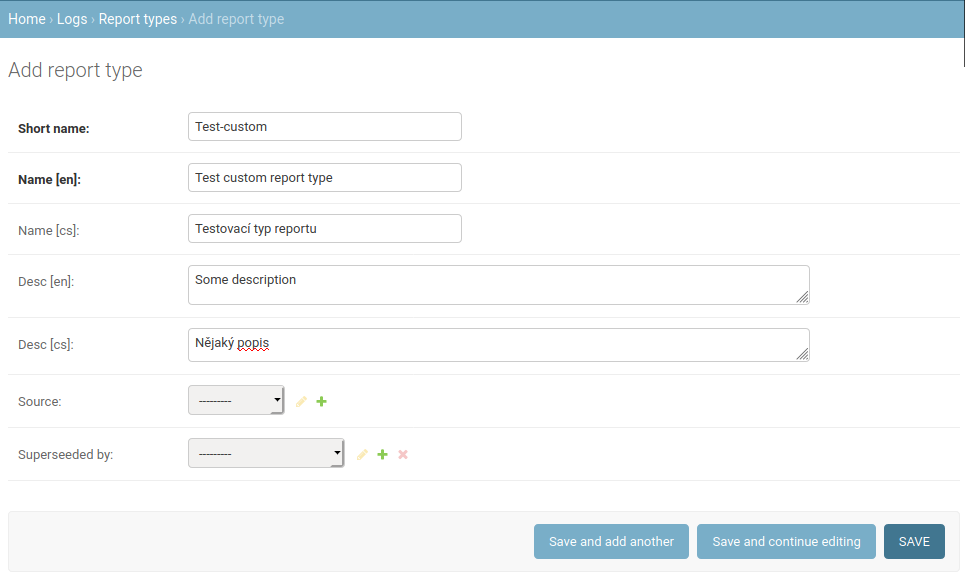 Home › Logs › Report types › Add report type
Add report type
Short name: Test-custom
Name [en]: Test custom report type
Name [cs]: Testovací typ reportu
Desc [en]: Some description
Desc [cs]: Nějaký popis
Source: ---------
Superseeded by: ---------
Save and add another Save and continue editing SAVE